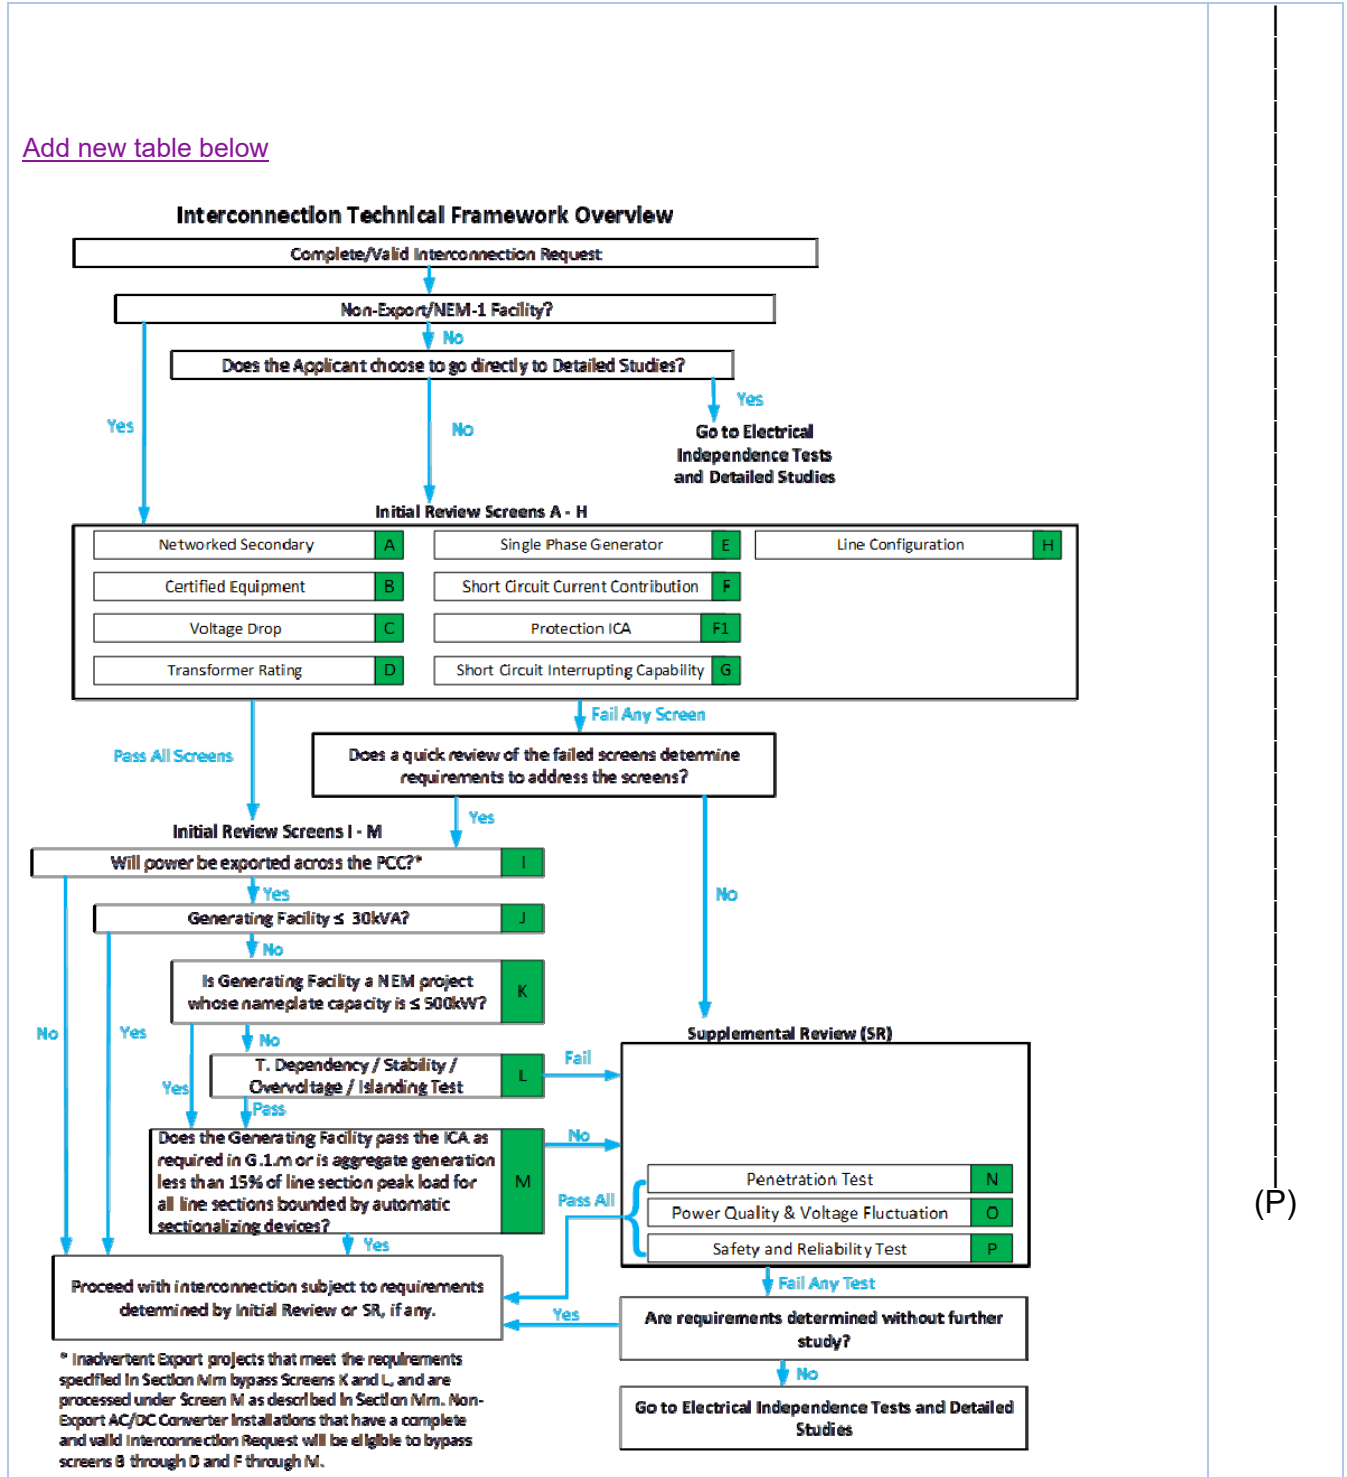 Add new table below
Interconnection Technical Framework Overview
Complete/Valid Interconnection Request
Non-Export/NEM-1 Facility?
No
Does the Applicant choose to go directly to Detailed Studies?
Yes
No
Yes
Go to Electrical
Independence Tests
and Detailed Studies
Initial Review Screens A - H
Networked Secondary A
Single Phase Generator E
Line Configuration H
Certified Equipment B
Short Circuit Current Contribution F
Voltage Drop C
Protection ICA F1
Transformer Rating D
Short Circuit Interrupting Capability G
Fail Any Screen
Pass All Screens
Does a quick review of the failed screens determine
requirements to address the screens?
Yes
No
Initial Review Screens I - M
Will power be exported across the PCC?* I
Yes
Generating Facility ≤ 30kVA? J
No
Is Generating Facility a NEM project
whose nameplate capacity is ≤ 500kW? K
No
Yes
No
Yes
T. Dependency / Stability /
Overvoltage / Islanding Test L
Fail
Pass
Does the Generating Facility pass the ICA as
required in G.1.m or is aggregate generation
less than 15% of line section peak load for
all line sections bounded by automatic
sectionalizing devices?
M
No
Yes
Supplemental Review (SR)
Penetration Test N
Power Quality & Voltage Fluctuation O
Safety and Reliability Test P
Pass All
(P)
Proceed with interconnection subject to requirements
determined by Initial Review or SR, if any.
Fail Any Test
Are requirements determined without further
study?
Yes
No
Go to Electrical Independence Tests and Detailed
Studies
* Inadvertent Export projects that meet the requirements
specified in Section Mm bypass Screens K and L, and are
processed under Screen M as described in Section Mm. Non-
Export AC/DC Converter Installations that have a complete
and valid Interconnection Request will be eligible to bypass
screens B through D and F through M.